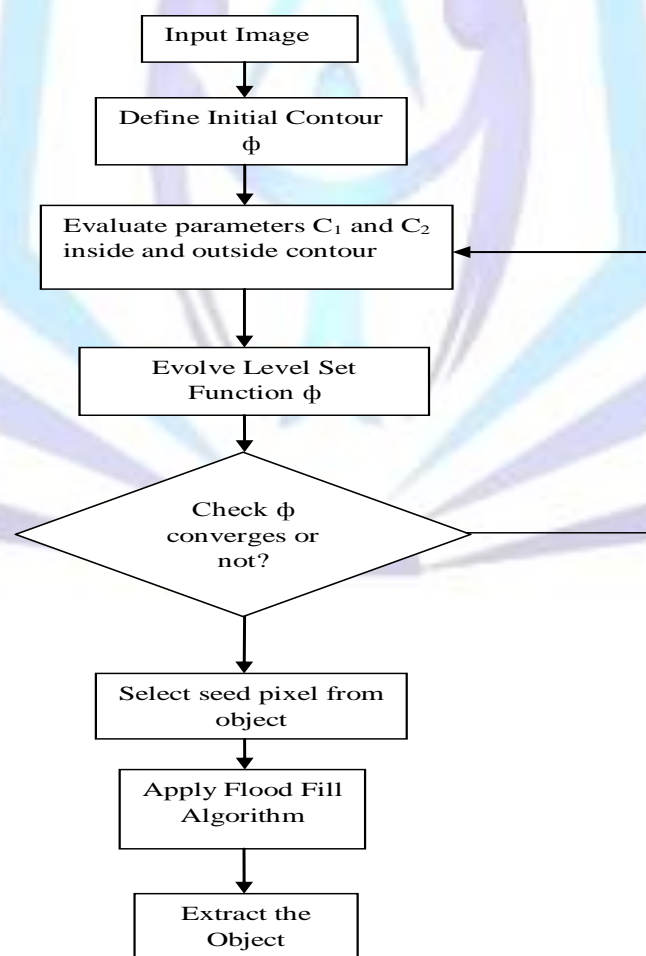 Input Image
Define Initial Contour
ф
Evaluate parameters C₁ and C₂
inside and outside contour
Evolve Level Set
Function ф
Check ф
converges or
not?
Select seed pixel from
object
Apply Flood Fill
Algorithm
Extract the
Object